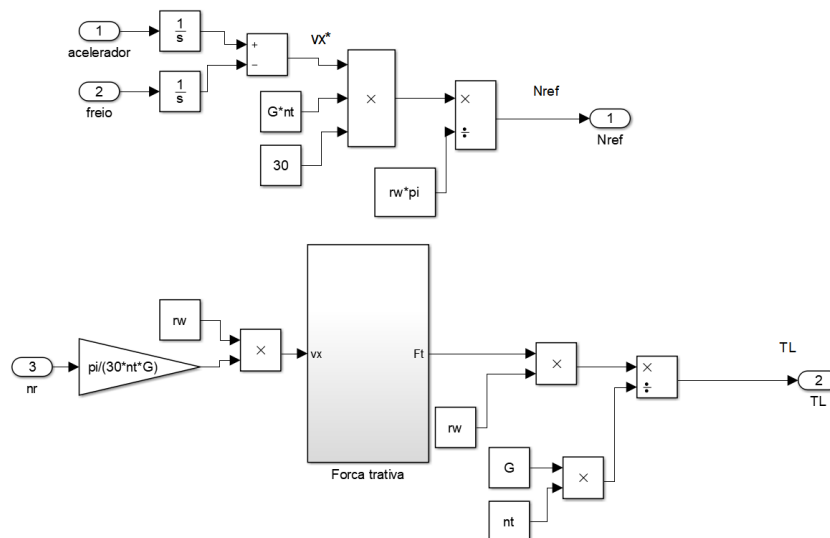 1
acelerador
1
s
+
−
VX*
2
freio
1
s
G*nt
×
30
×
÷
rw*pi
Nref
1
Nref
rw
3
nr
pi/(30*nt*G)
×
vx
Ft
Forca trativa
rw
×
G
nt
×
×
÷
TL
2
TL